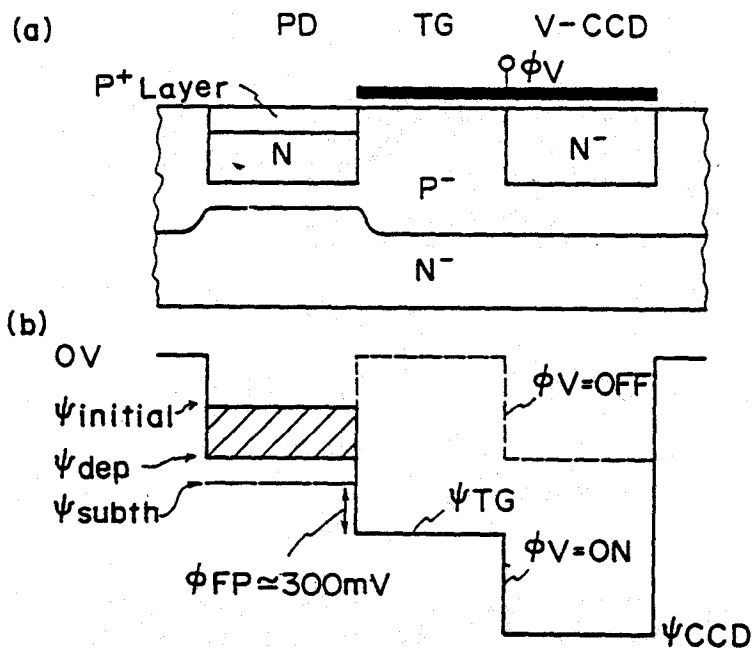 (a) PD TG V-CCD
φV
P+ Layer
N
N-
P-
N-
(b)
0V
ψinitial
φV=OFF
ψdep
ψsubth
ψTG
φFP≃300mV
φV=ON
ψCCD